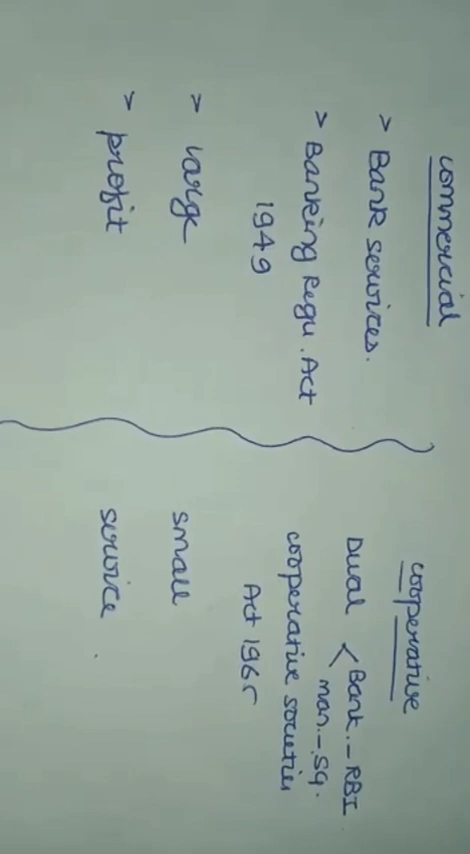 commercial
> Bank services.
> Banking Regu. Act
1949
> large
> profit
cooperative
Dual < Bank. - RBI
man. - SG.
cooperative societies
Act 1965
small
service